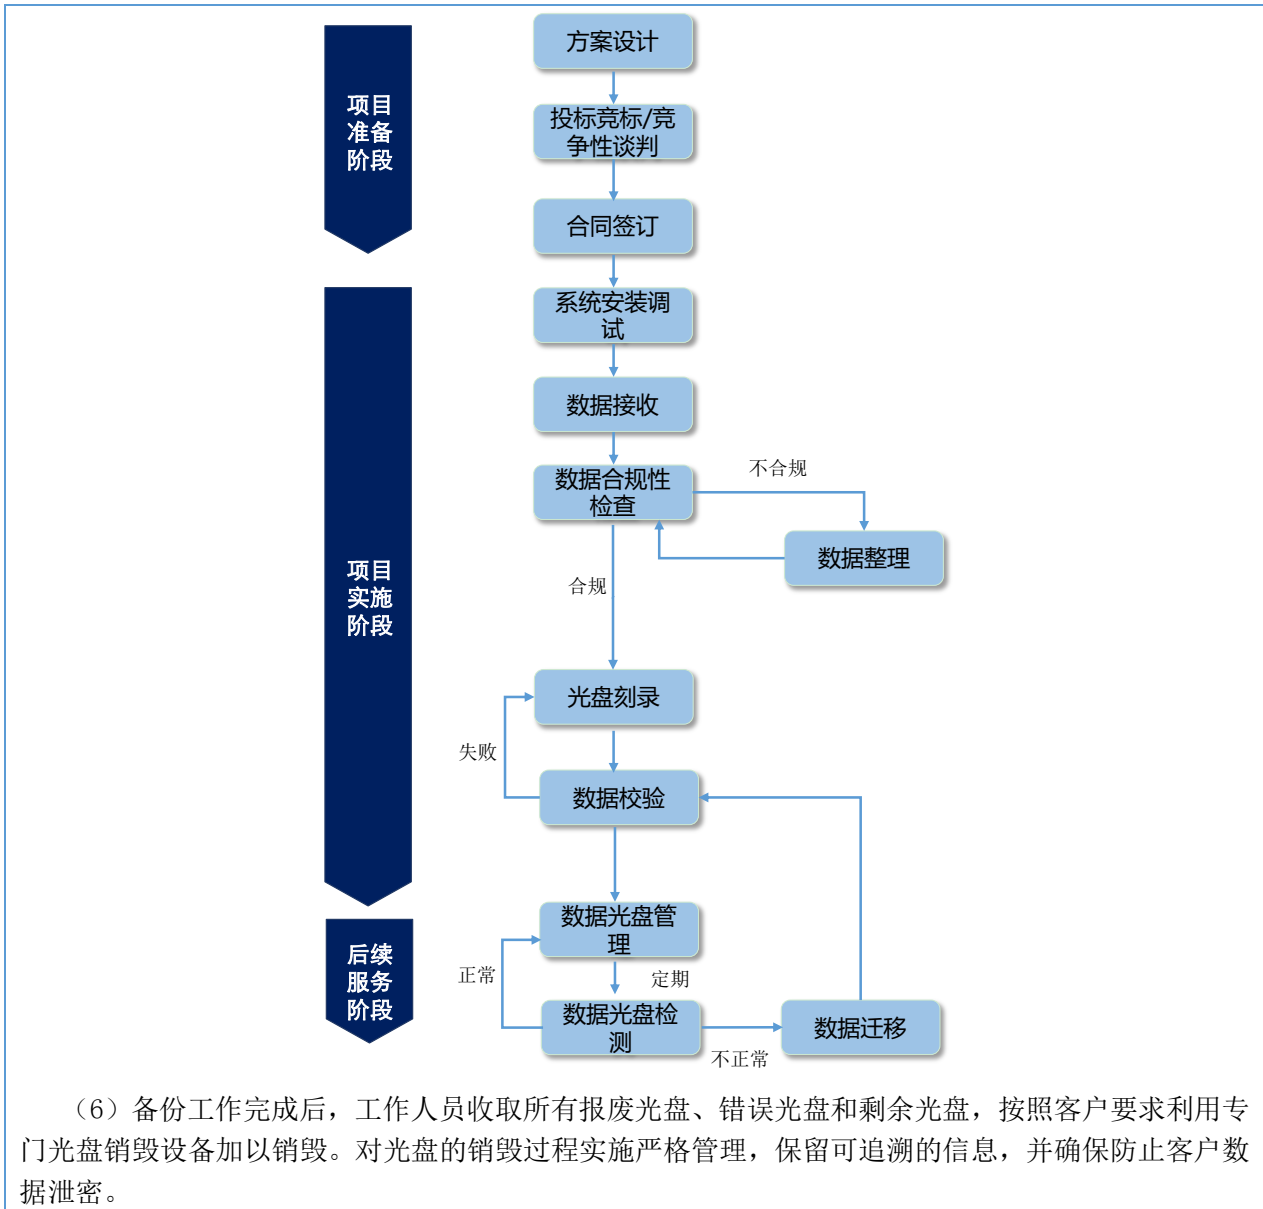 项目
准备
阶段
方案设计
投标竞标/竞
争性谈判
合同签订
项目
实施
阶段
系统安装调
试
数据接收
数据合规性
检查
不合规
数据整理
合规
光盘刻录
失败
数据校验
后续
服务
阶段
数据光盘管
理
正常
定期
数据光盘检
测
不正常
数据迁移
（6）备份工作完成后，工作人员收取所有报废光盘、错误光盘和剩余光盘，按照客户要求利用专
门光盘销毁设备加以销毁。对光盘的销毁过程实施严格管理，保留可追溯的信息，并确保防止客户数
据泄密。